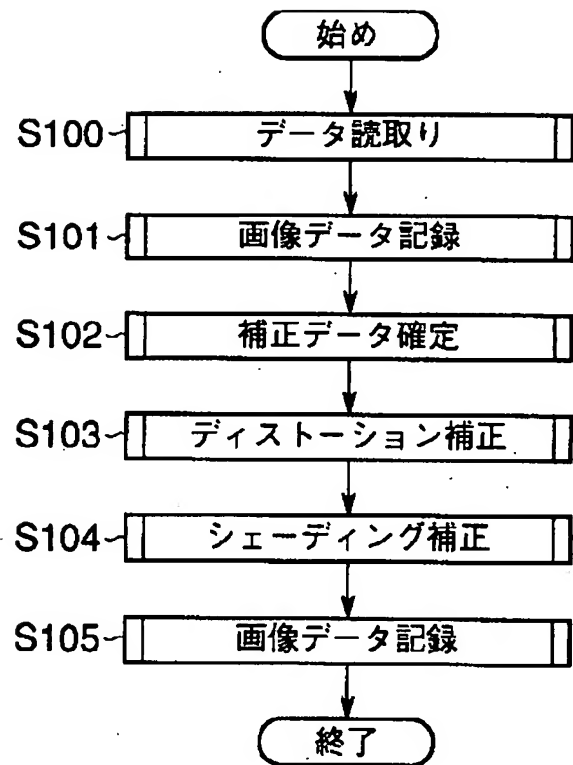 始め
S100 データ読取り
S101 画像データ記録
S102 補正データ確定
S103 ディストーション補正
S104 シェーディング補正
S105 画像データ記録
終了